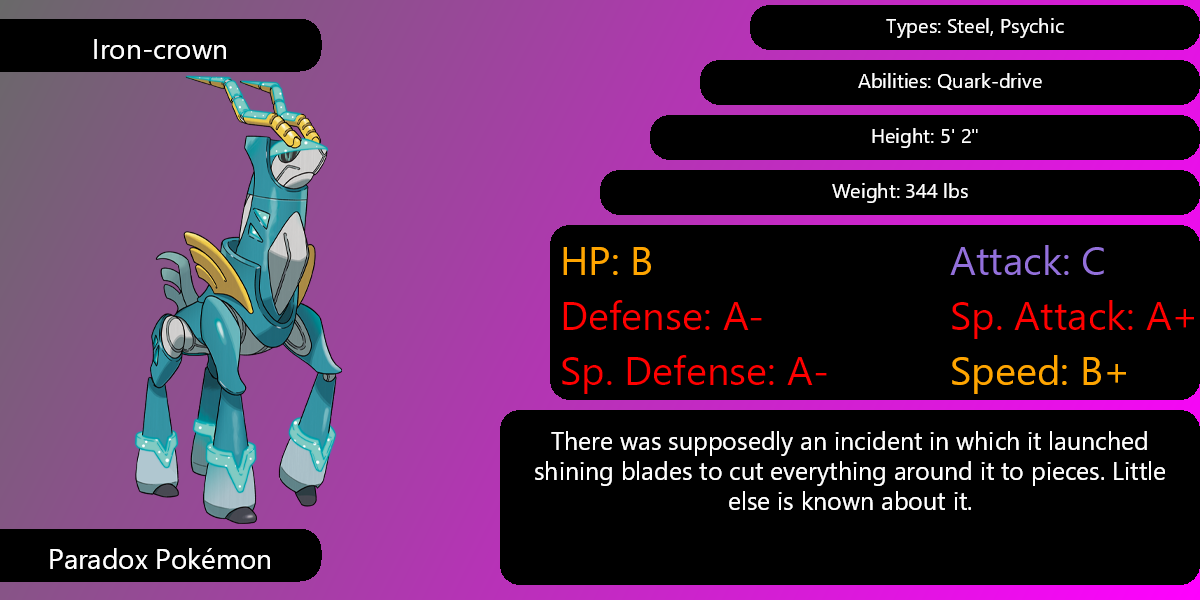 Iron-crown
Types: Steel, Psychic
Abilities: Quark-drive
Height: 5' 2"
Weight: 344 lbs
HP: B
Attack: C
Defense: A-
Sp. Attack: A+
Sp. Defense: A-
Speed: B+
There was supposedly an incident in which it launched
shining blades to cut everything around it to pieces. Little
else is known about it.
Paradox Pokémon